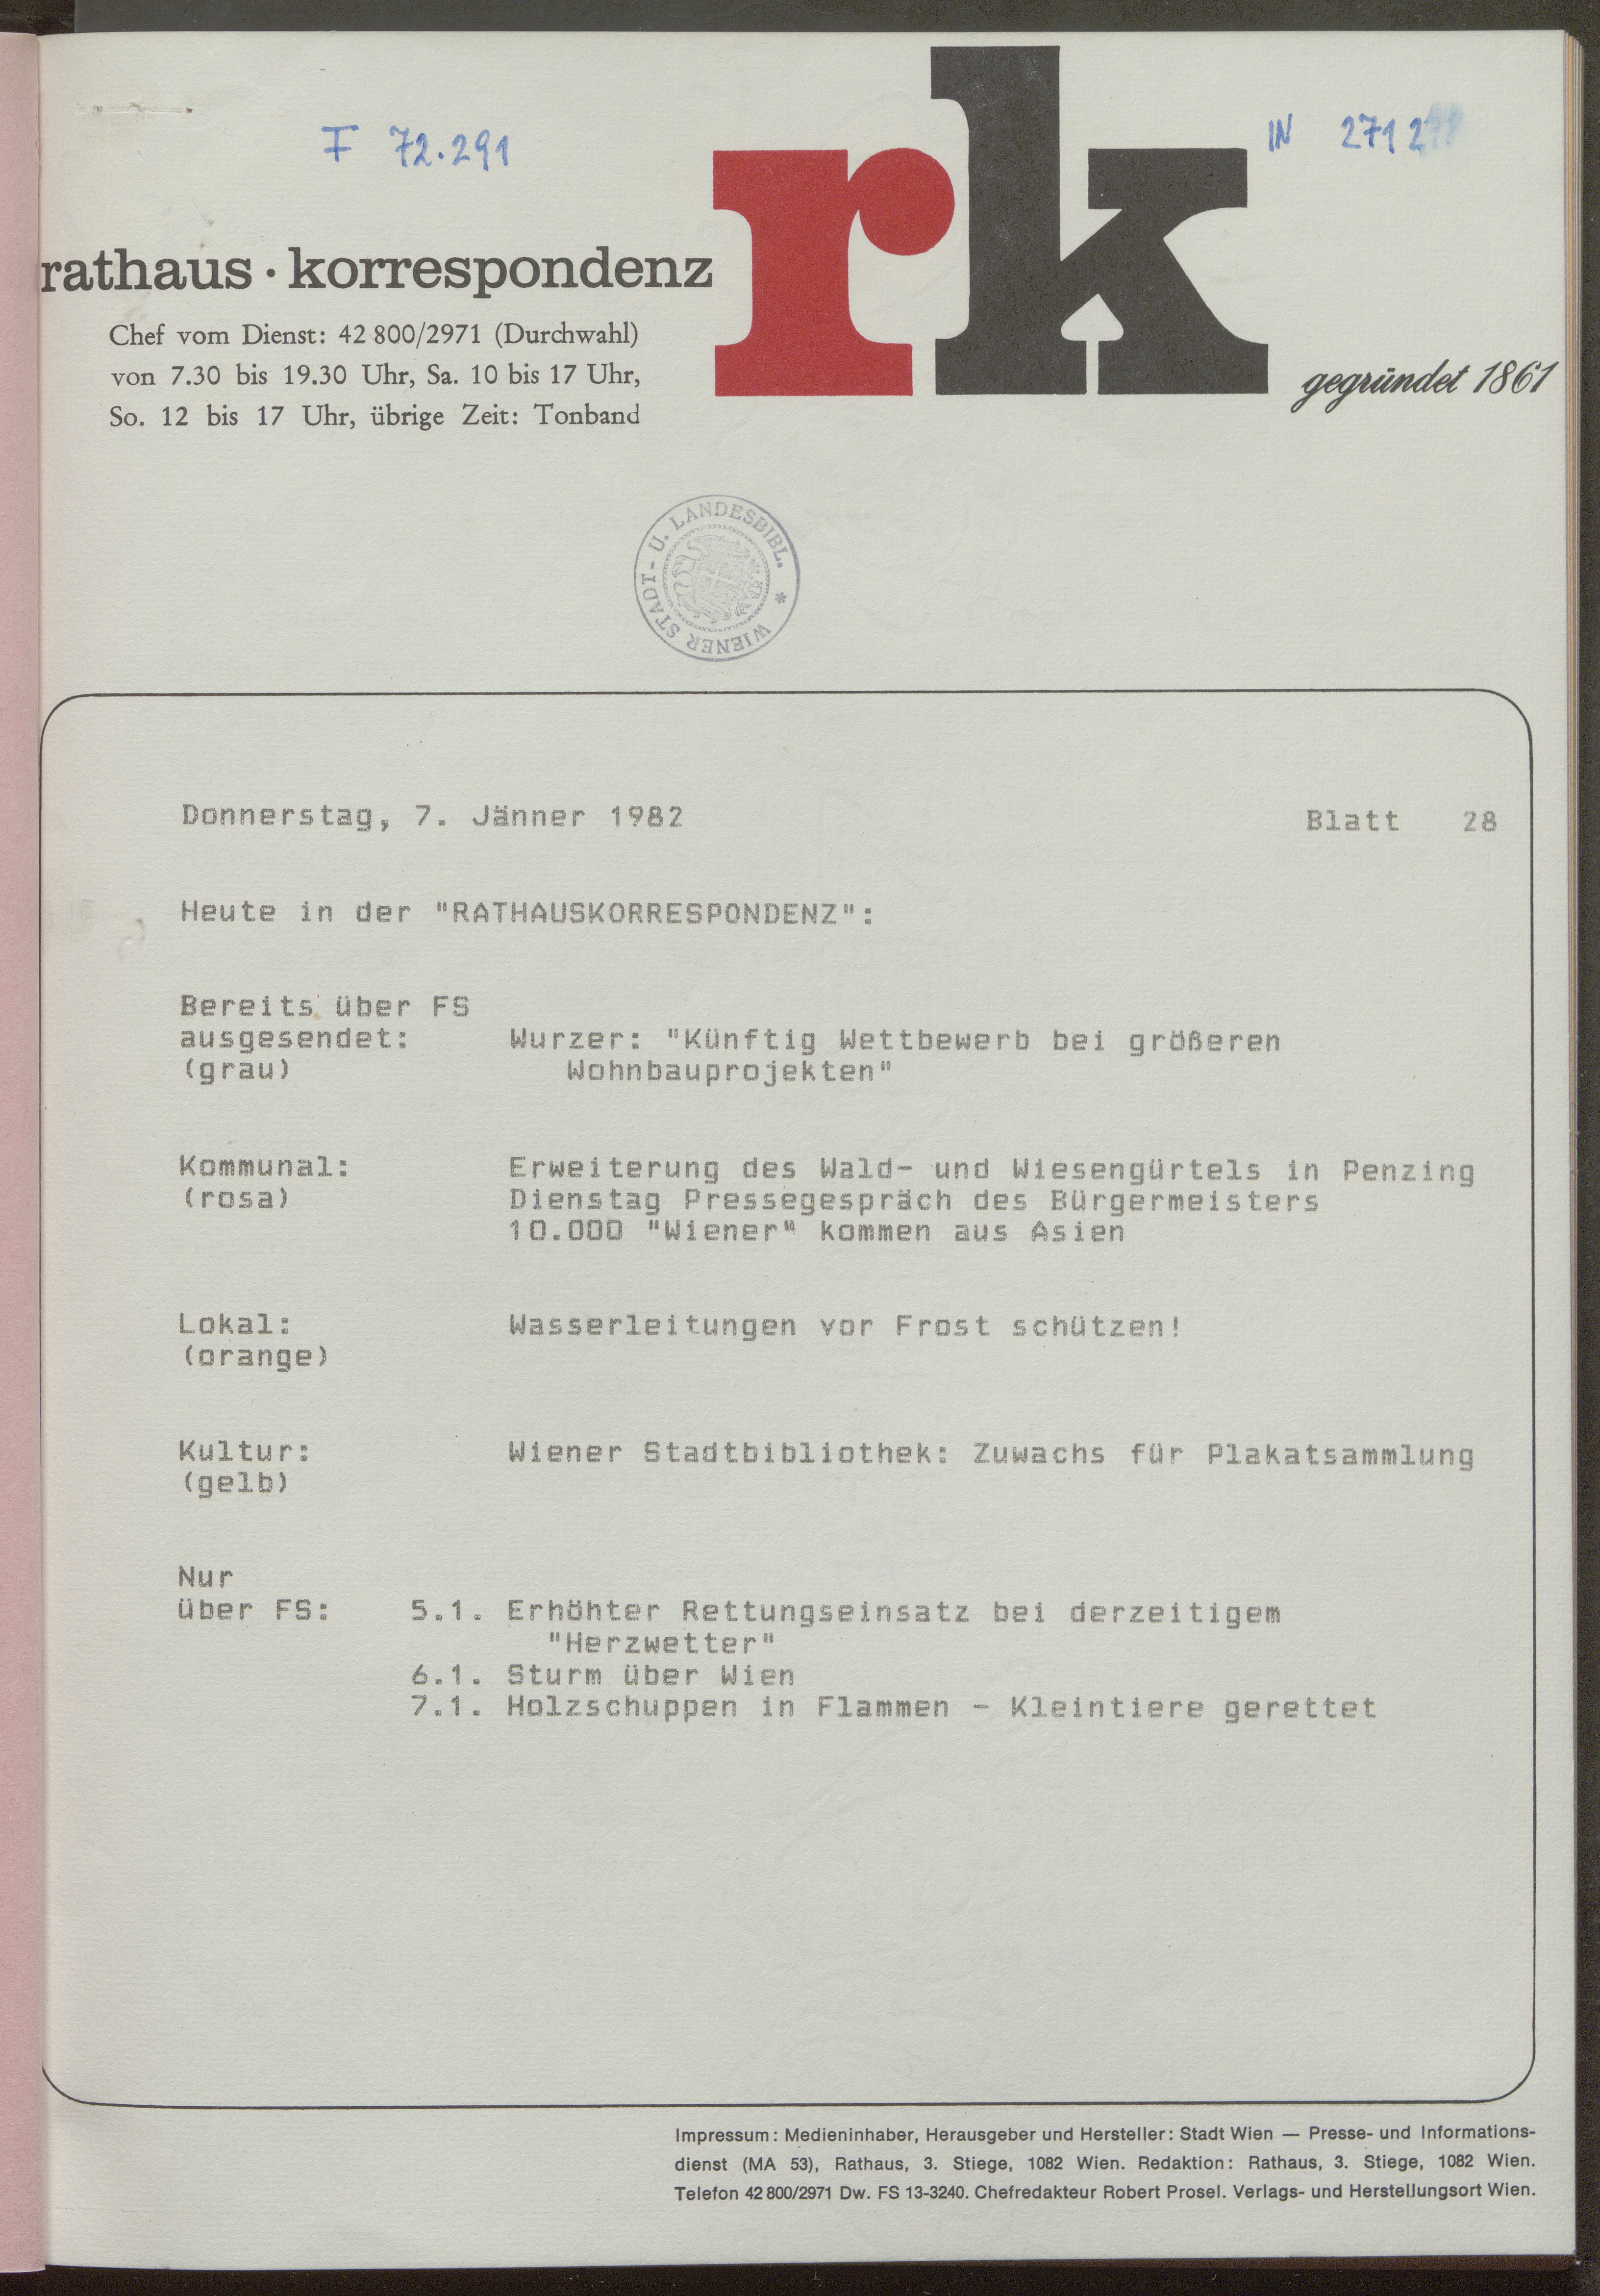 F 72.291
IN 271 2
rk
rathaus · korrespondenz
Chef vom Dienst: 42 800/2971 (Durchwahl)
von 7.30 bis 19.30 Uhr, Sa. 10 bis 17 Uhr,
So. 12 bis 17 Uhr, übrige Zeit: Tonband
gegründet 1861
WIENER STADT- U. LANDESBIBL. *
Donnerstag, 7. Jänner 1982 Blatt 28
Heute in der "RATHAUSKORRESPONDENZ":
Bereits über FS
ausgesendet: Wurzer: "Künftig Wettbewerb bei größeren
(grau) Wohnbauprojekten"
Kommunal: Erweiterung des Wald- und Wiesengürtels in Penzing
(rosa) Dienstag Pressegespräch des Bürgermeisters
10.000 "Wiener" kommen aus Asien
Lokal: Wasserleitungen vor Frost schützen!
(orange)
Kultur: Wiener Stadtbibliothek: Zuwachs für Plakatsammlung
(gelb)
Nur
über FS: 5.1. Erhöhter Rettungseinsatz bei derzeitigem
"Herzwetter"
6.1. Sturm über Wien
7.1. Holzschuppen in Flammen - Kleintiere gerettet
Impressum: Medieninhaber, Herausgeber und Hersteller: Stadt Wien — Presse- und Informations-
dienst (MA 53), Rathaus, 3. Stiege, 1082 Wien. Redaktion: Rathaus, 3. Stiege, 1082 Wien.
Telefon 42 800/2971 Dw. FS 13-3240. Chefredakteur Robert Prosel. Verlags- und Herstellungsort Wien.